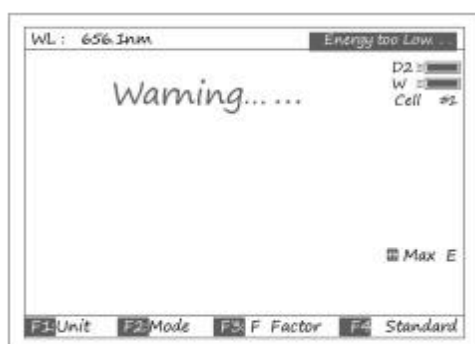 WL: 656.1nm Energy too Low ..
D2
W
Warning... ...
Cell #1
Max E
F1 Unit F2 Mode F3 F Factor F4 Standard